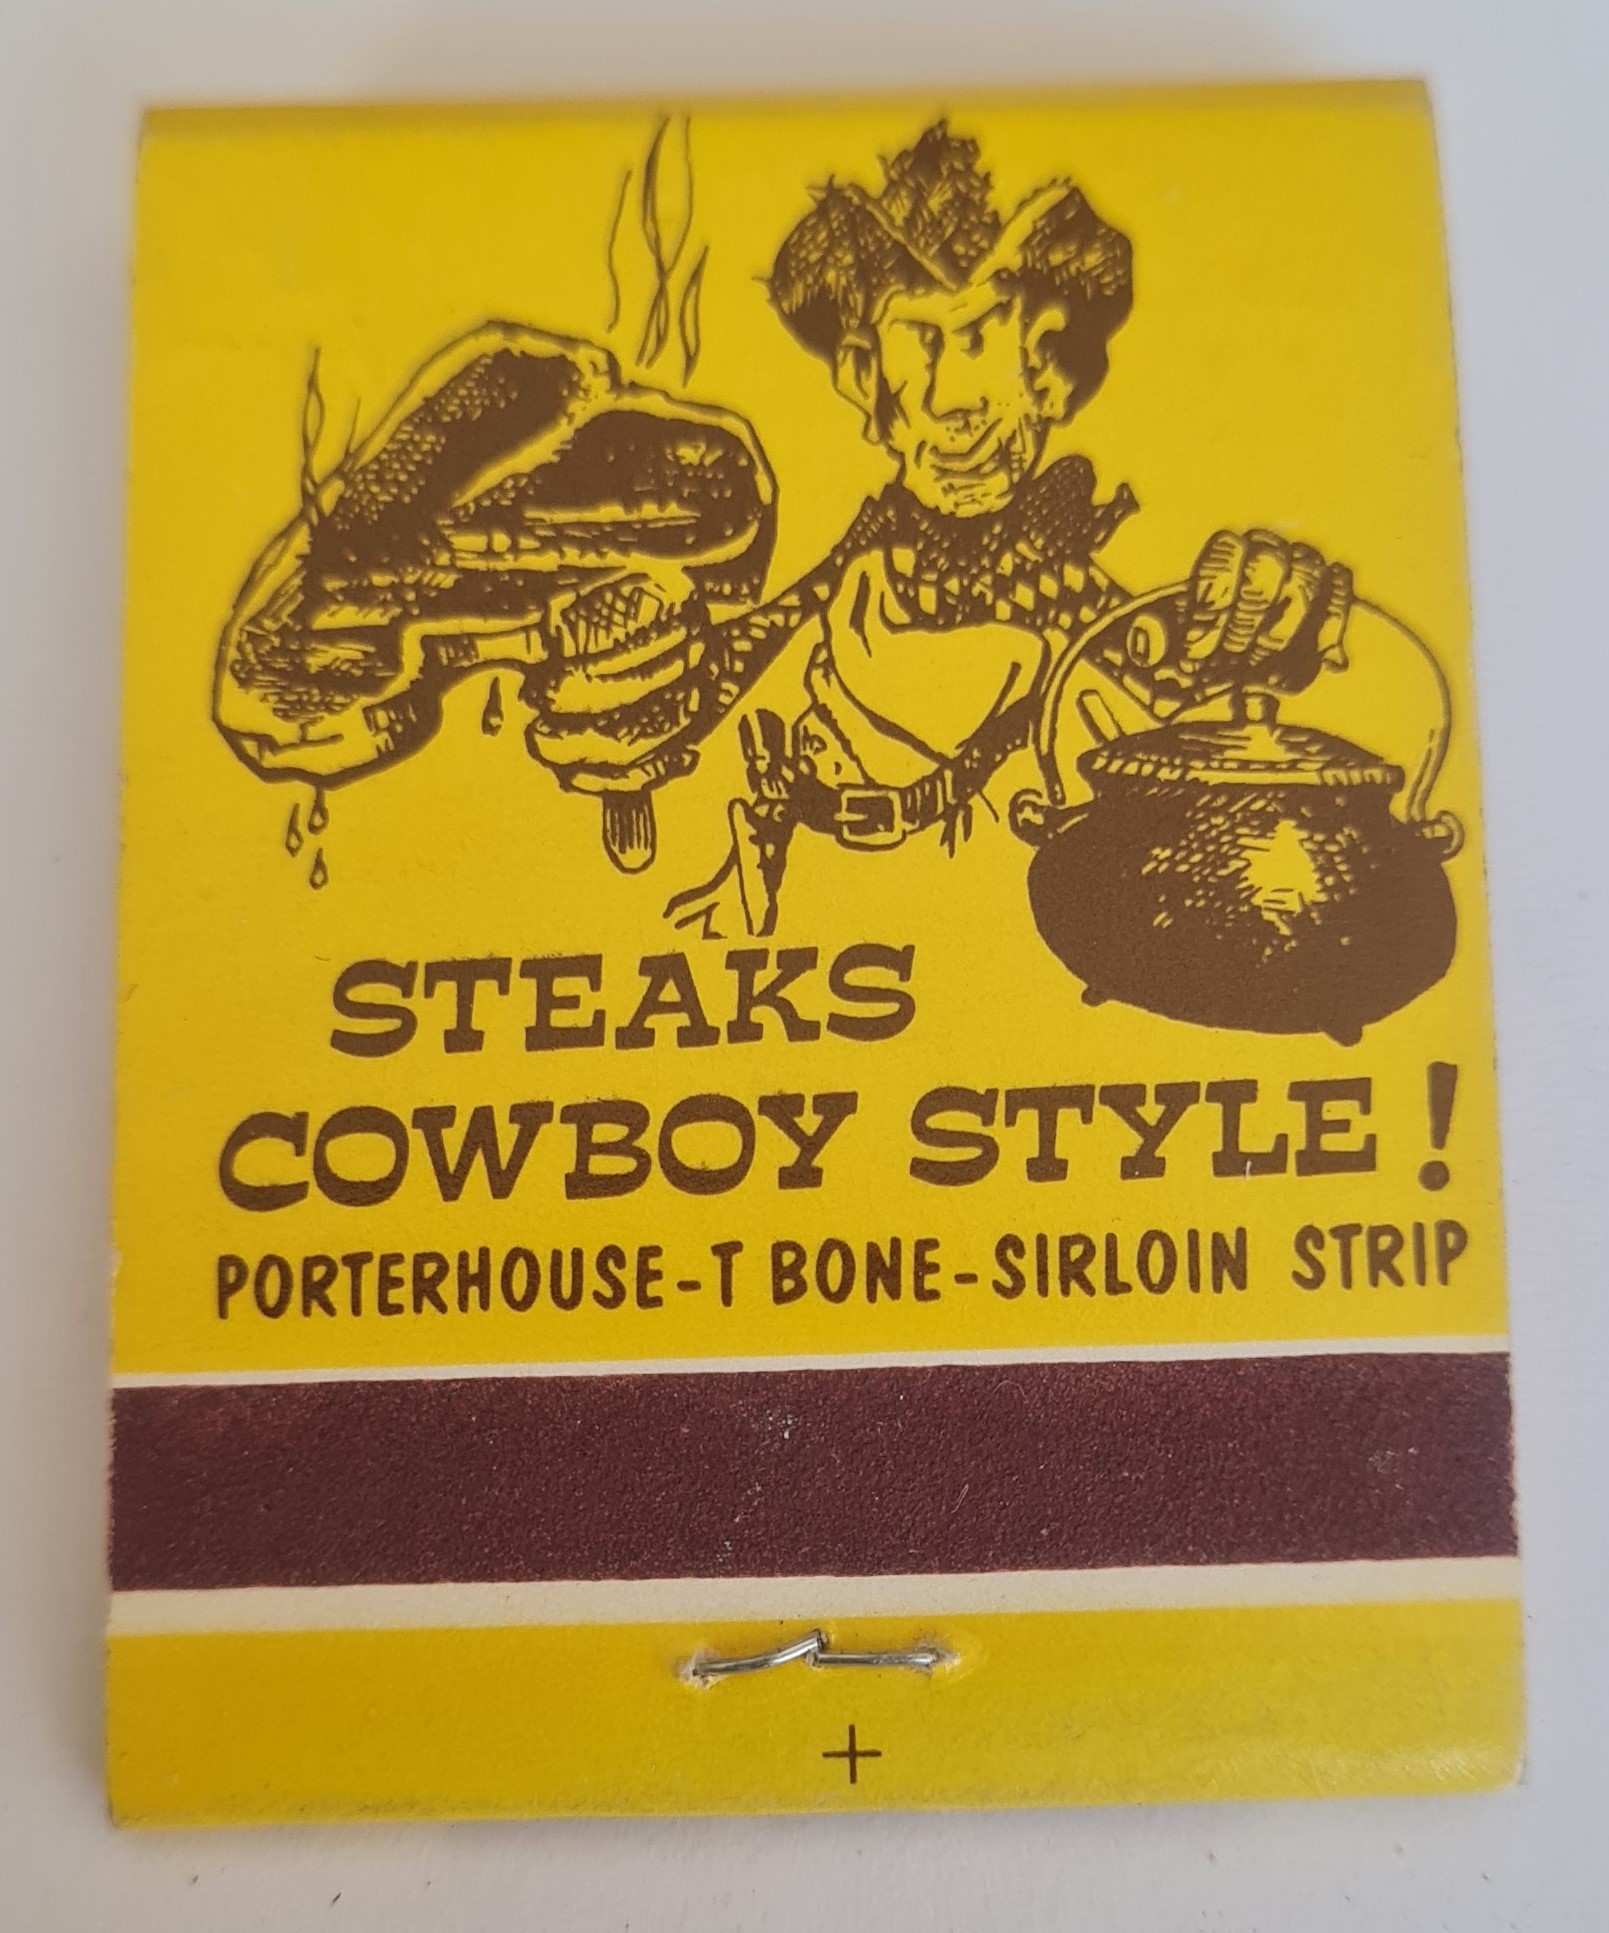 STEAKS
COWBOY STYLE!
PORTERHOUSE-T BONE-SIRLOIN STRIP